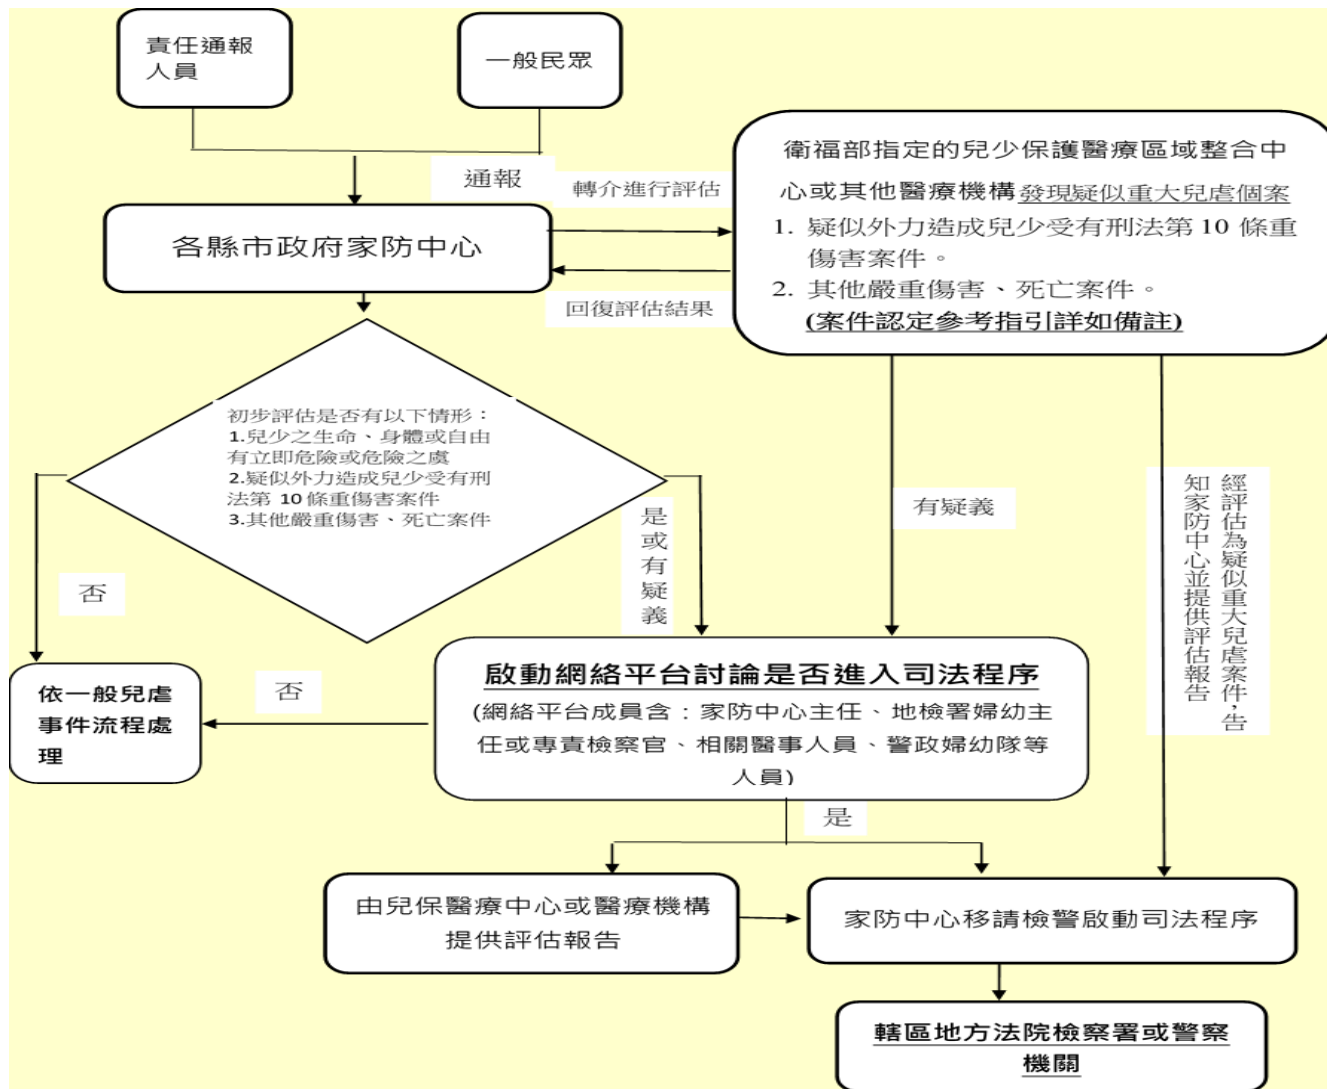 責任通報
人員
一般民眾
通報
轉介進行評估
衛福部指定的兒少保護醫療區域整合中
心或其他醫療機構發現疑似重大兒虐個案
1. 疑似外力造成兒少受有刑法第 10 條重
傷害案件。
2. 其他嚴重傷害、死亡案件。
(案件認定參考指引詳如備註)
各縣市政府家防中心
回復評估結果
初步評估是否有以下情形：
1.兒少之生命、身體或自由
有立即危險或危險之虞
2.疑似外力造成兒少受有刑
法第 10 條重傷害案件
3.其他嚴重傷害、死亡案件
否
是或有疑義
有疑義
經評估為疑似重大兒虐案件，告
知家防中心並提供評估報告
依一般兒虐
事件流程處
理
否
啟動網絡平台討論是否進入司法程序
(網絡平台成員含：家防中心主任、地檢署婦幼主
任或專責檢察官、相關醫事人員、警政婦幼隊等
人員)
是
由兒保醫療中心或醫療機構
提供評估報告
家防中心移請檢警啟動司法程序
轄區地方法院檢察署或警察
機關